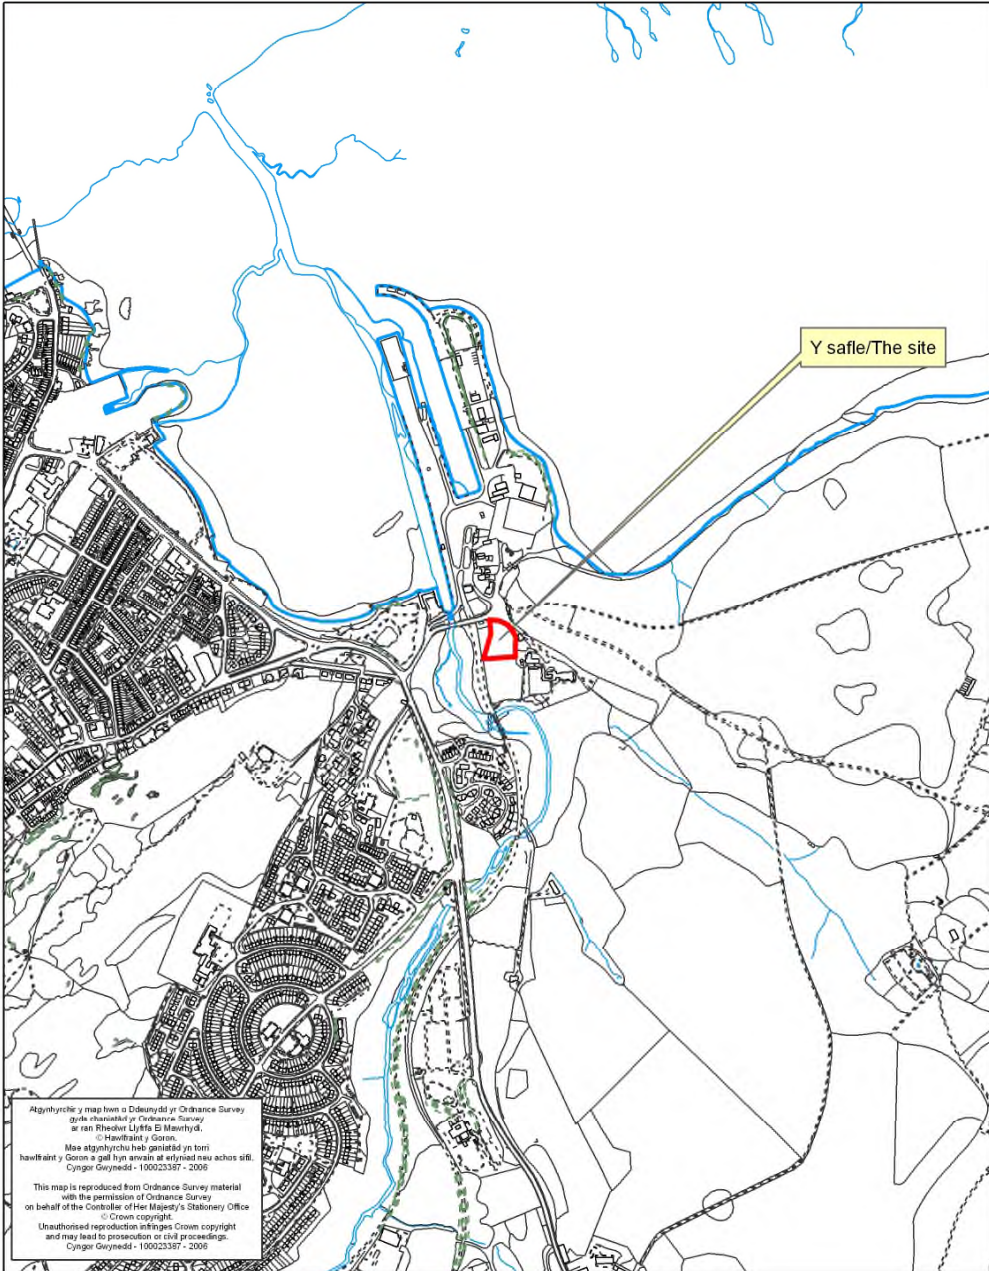 Y safle/The site
Atgynhyrchir y map hwn o Ddeunydd yr Ordnance Survey
gyda chaniatâd yr Ordnance Survey
ar ran Rheolwr Llyfrfa Ei Mawrhydi.
© Hawlfraint y Goron.
Mae atgynhyrchu heb ganiatâd yn torri
hawlfraint y Goron a gall hyn arwain at erlyniad neu achos sifil.
Cyngor Gwynedd - 100023387 - 2006
This map is reproduced from Ordnance Survey material
with the permission of Ordnance Survey
on behalf of the Controller of Her Majesty's Stationery Office
© Crown copyright.
Unauthorised reproduction infringes Crown copyright
and may lead to prosecution or civil proceedings.
Cyngor Gwynedd - 100023387 - 2006